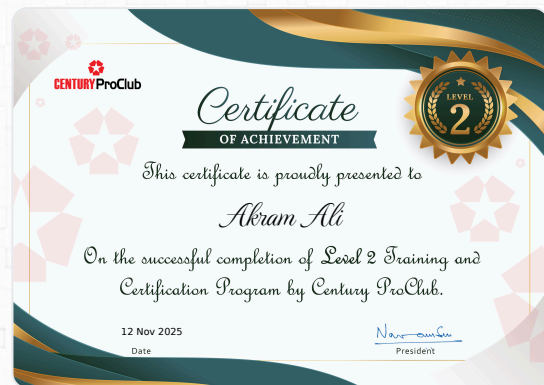 CENTURY ProClub
Certificate
OF ACHIEVEMENT
LEVEL
2
This certificate is proudly presented to
Akram Ali
On the successful completion of Level 2 Training and
Certification Program by Century ProClub.
12 Nov 2025
Date
President